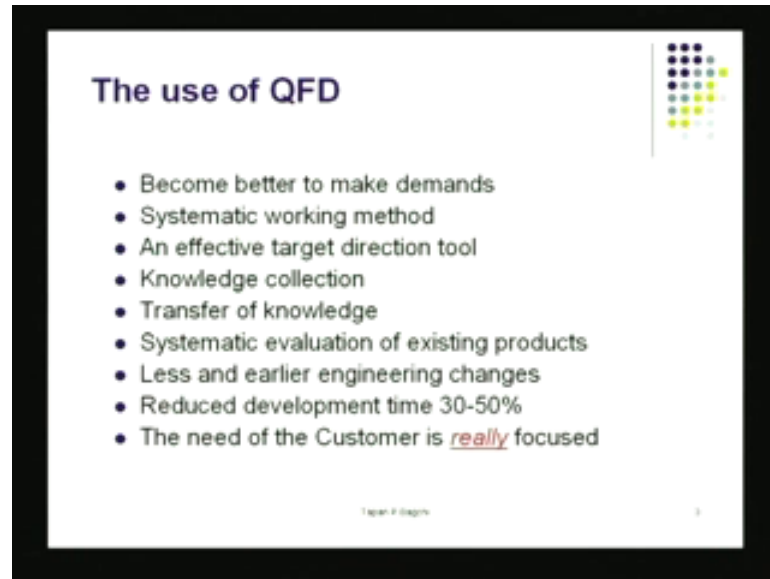 The use of QFD
● Become better to make demands
● Systematic working method
● An effective target direction tool
● Knowledge collection
● Transfer of knowledge
● Systematic evaluation of existing products
● Less and earlier engineering changes
● Reduced development time 30-50%
● The need of the Customer is really focused